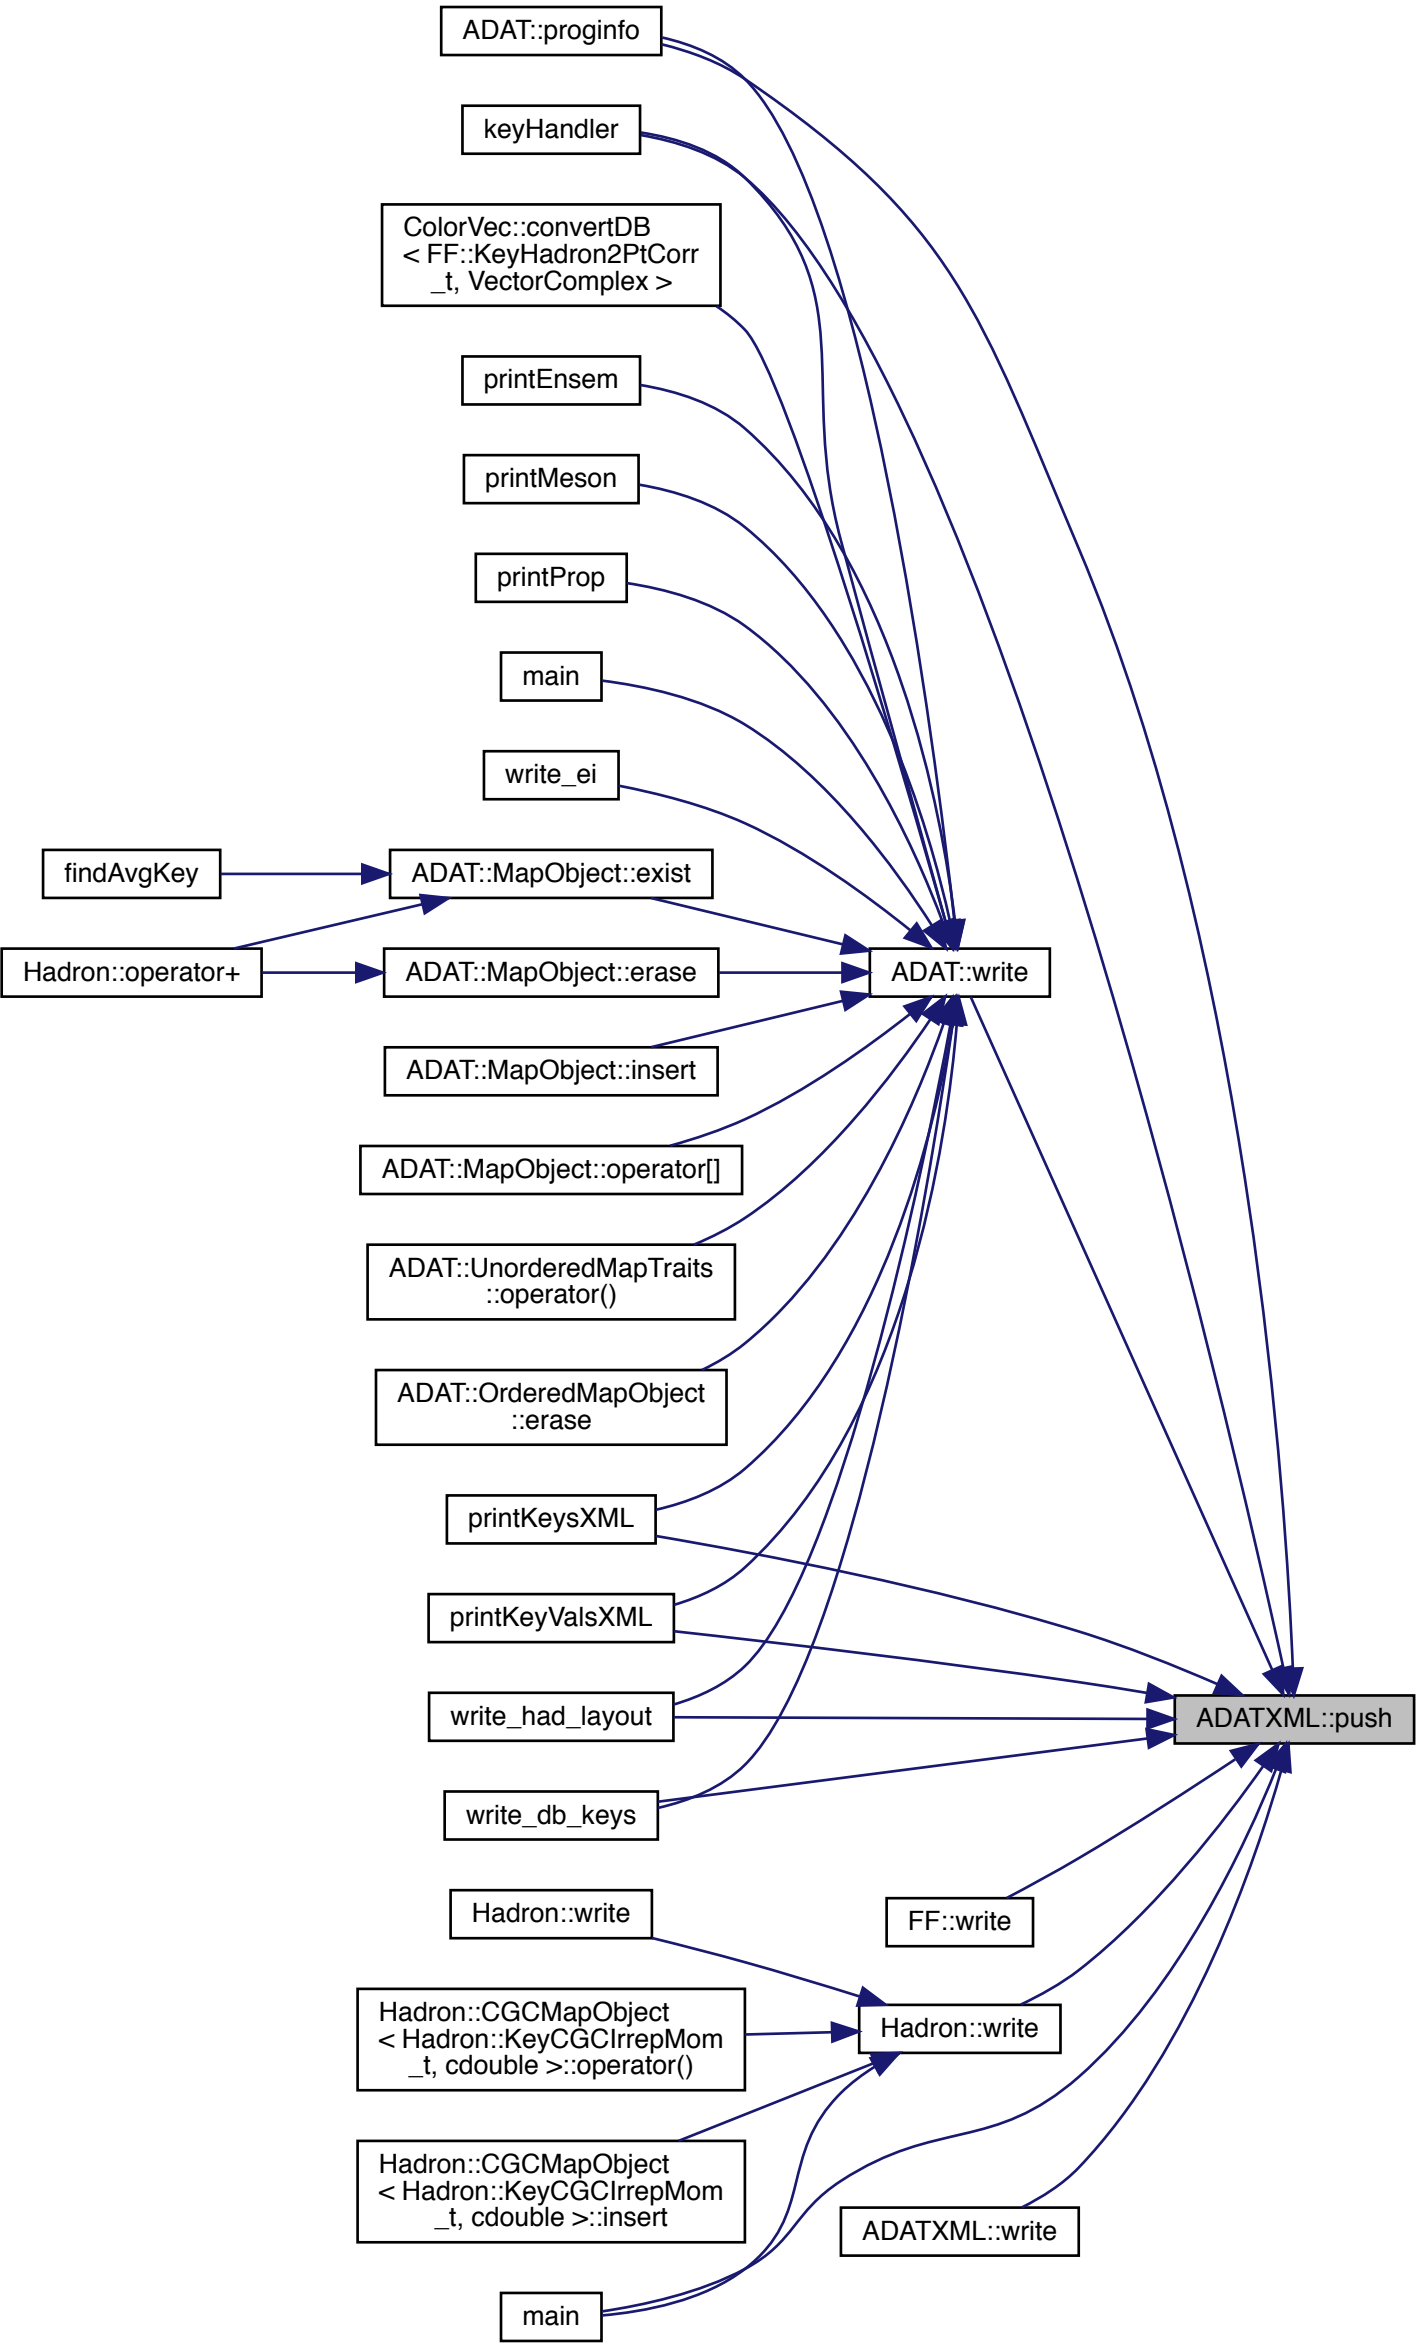 ADAT::proginfo
keyHandler
ColorVec::convertDB
< FF::KeyHadron2PtCorr
_t, VectorComplex >
printEnsem
printMeson
printProp
main
write_ei
findAvgKey
ADAT::MapObject::exist
Hadron::operator+
ADAT::MapObject::erase
ADAT::write
ADAT::MapObject::insert
ADAT::MapObject::operator[]
ADAT::UnorderedMapTraits
::operator()
ADAT::OrderedMapObject
::erase
printKeysXML
printKeyValsXML
write_had_layout
ADATXML::push
write_db_keys
Hadron::write
FF::write
Hadron::CGCMapObject
< Hadron::KeyCGCIrrepMom
_t, cdouble >::operator()
Hadron::write
Hadron::CGCMapObject
< Hadron::KeyCGCIrrepMom
_t, cdouble >::insert
ADATXML::write
main